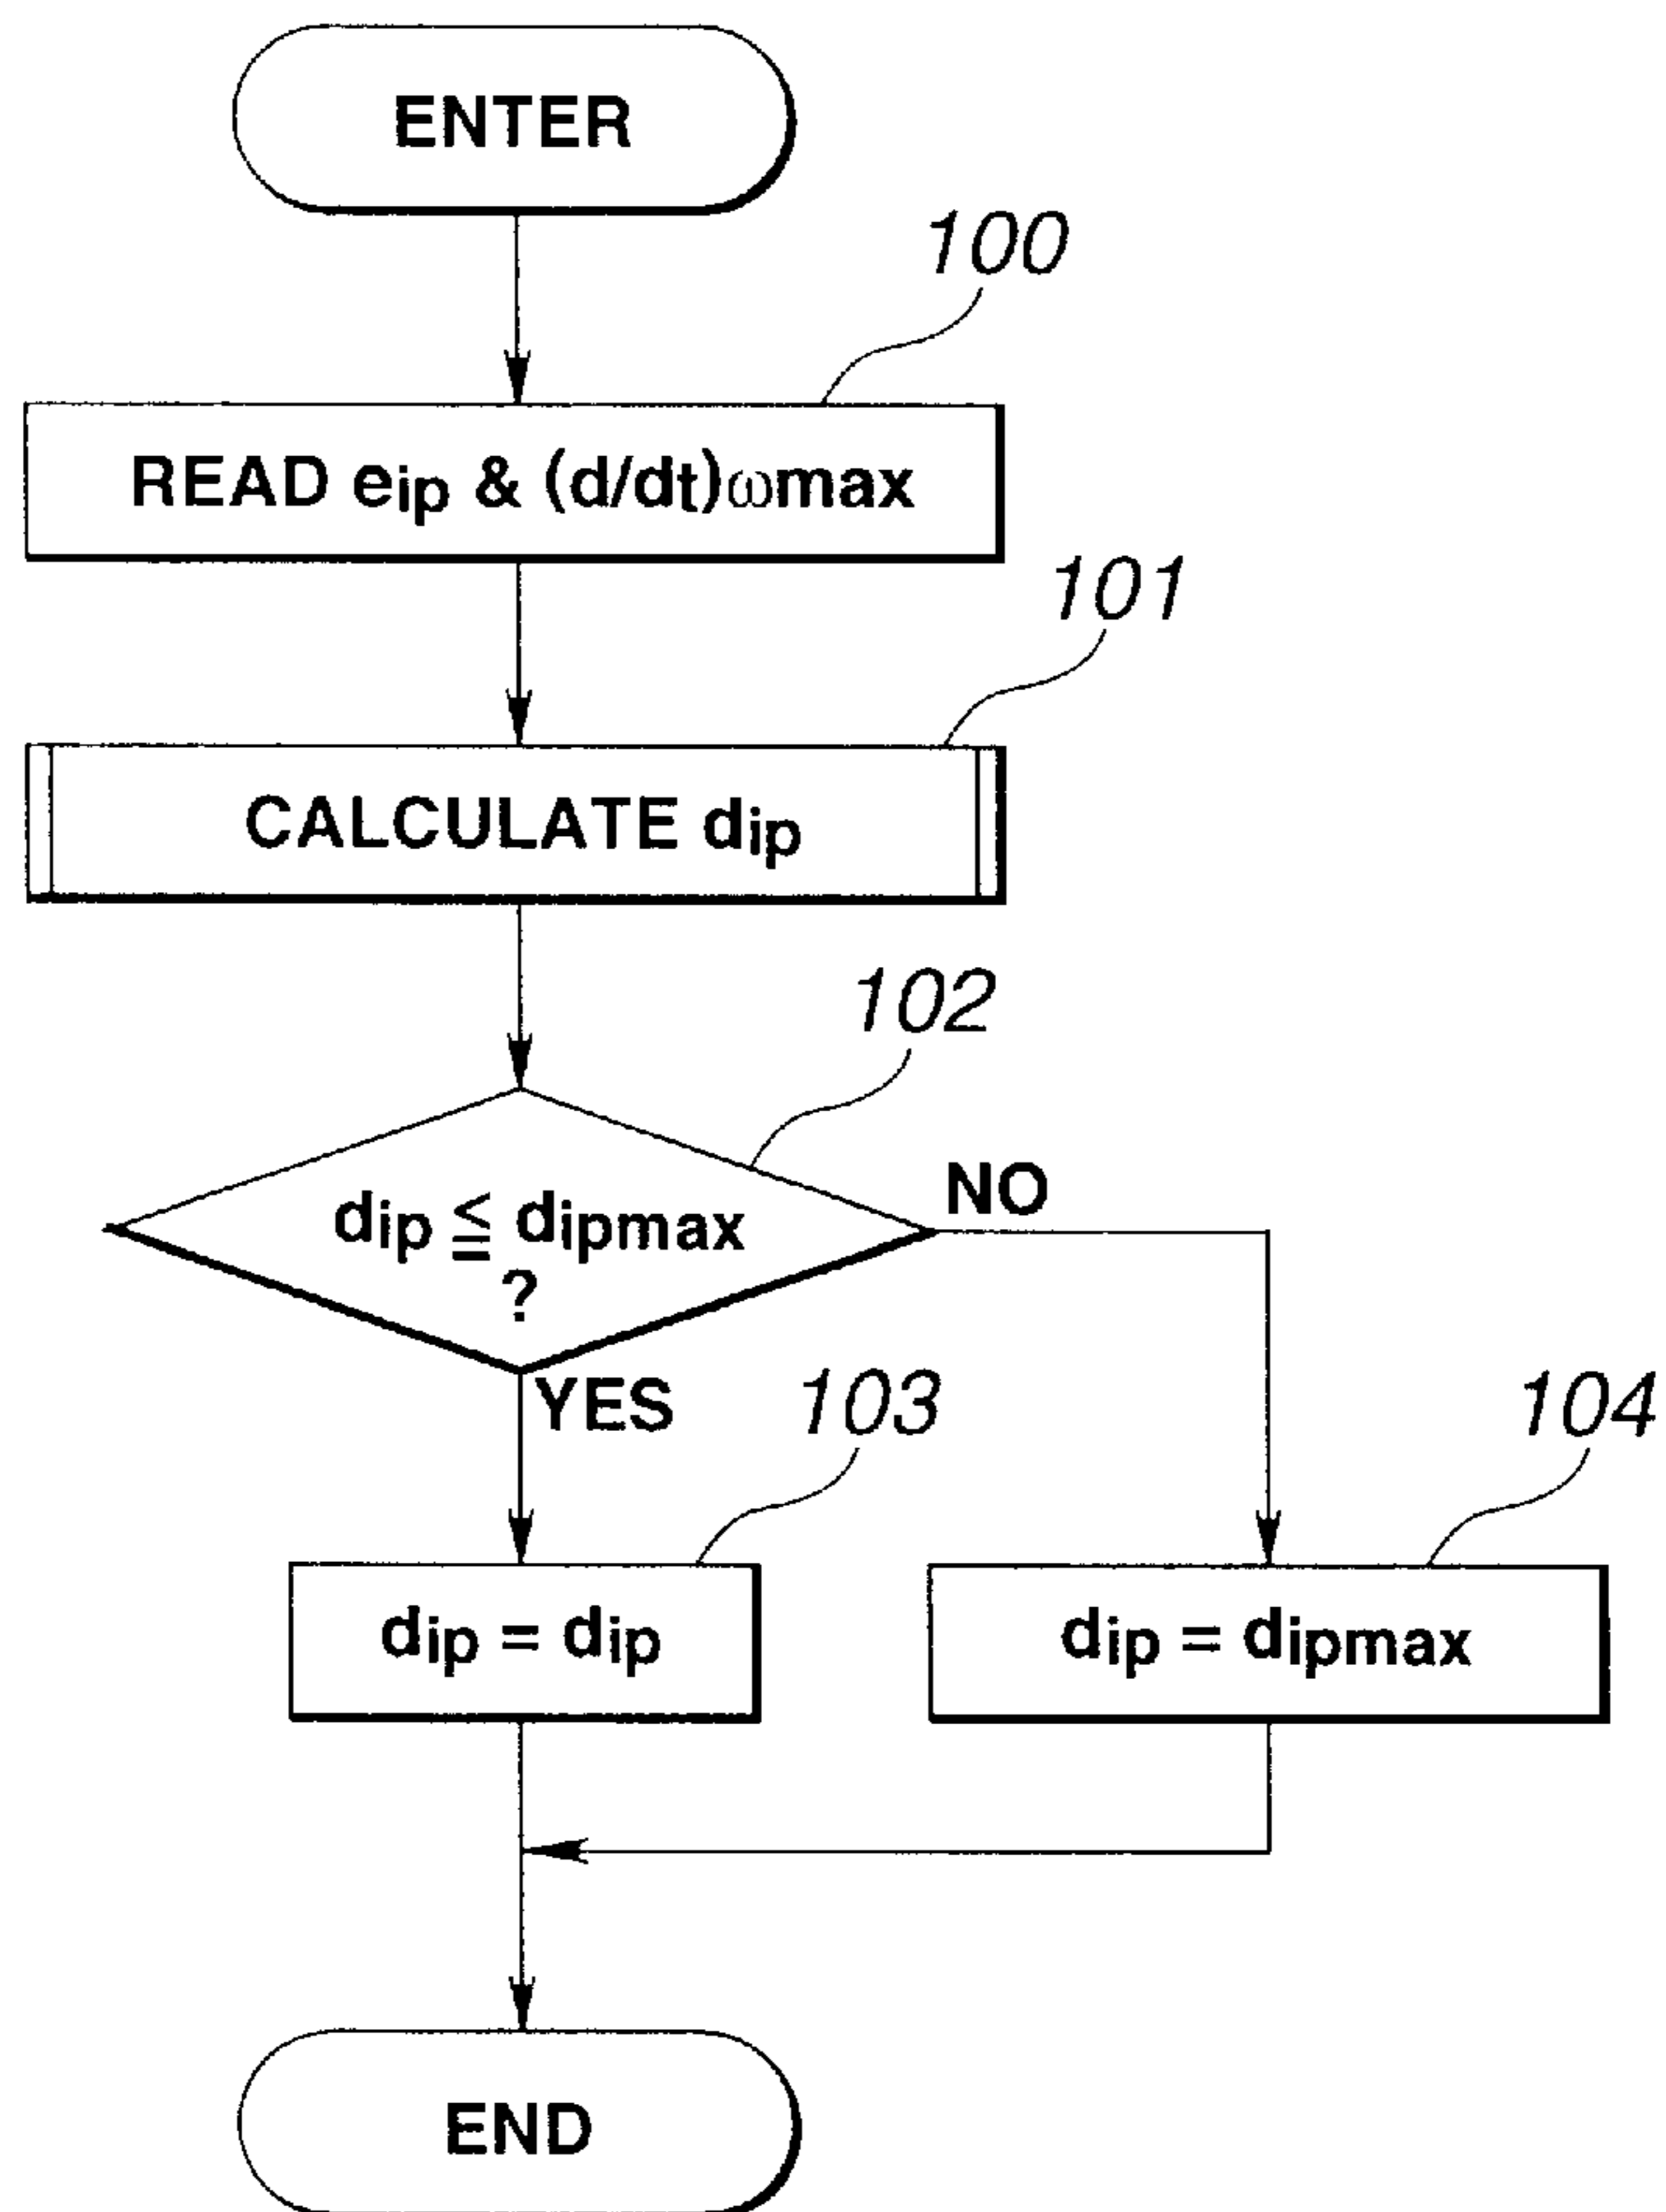 ENTER
100
READ eip & (d/dt)ωmax
101
CALCULATE dip
102
dip ≦ dipmax
?
NO
YES
103
104
dip = dip
dip = dipmax
END